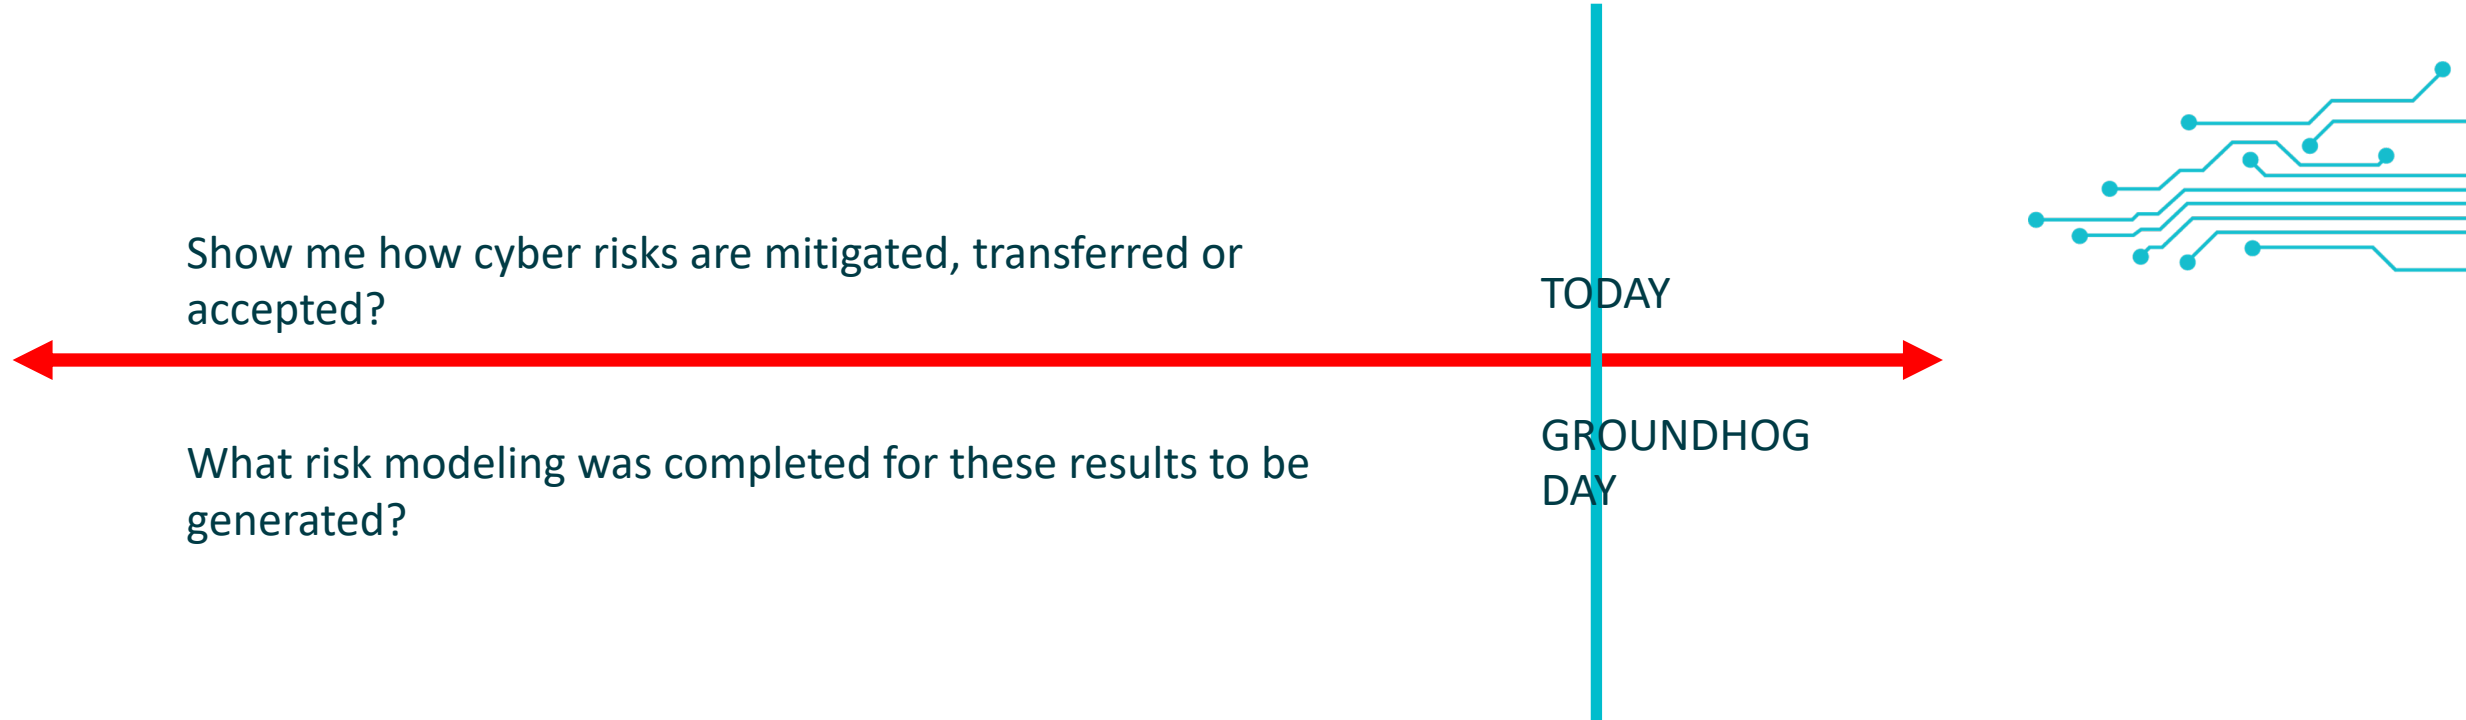 Show me how cyber risks are mitigated, transferred or
accepted?
TODAY
What risk modeling was completed for these results to be
generated?
GROUNDHOG
DAY